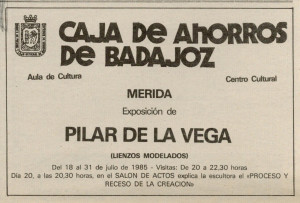 CAJA DE AHORROS
DE BADAJOZ
Aula de Cultura
Centro Cultural
MERIDA
Exposición de
PILAR DE LA VEGA
(LIENZOS MODELADOS)
Del 18 al 31 de julio de 1985 - Visitas: De 20 a 22,30 horas.
Día 20, a las 20,30 horas, en el SALON DE ACTOS explica la escultora el «PROCESO Y
RECESO DE LA CREACION»